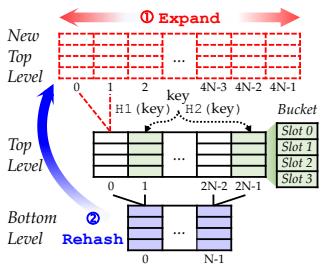 ① Expand
New
Top
Level
...
0 1 2 4N-3 4N-2 4N-1
key
H1(key) H2(key)
Bucket
Top
Level
...
Slot 0
Slot 1
Slot 2
Slot 3
0 1 2N-2 2N-1
②
Rehash
Bottom
Level
...
0 N-1